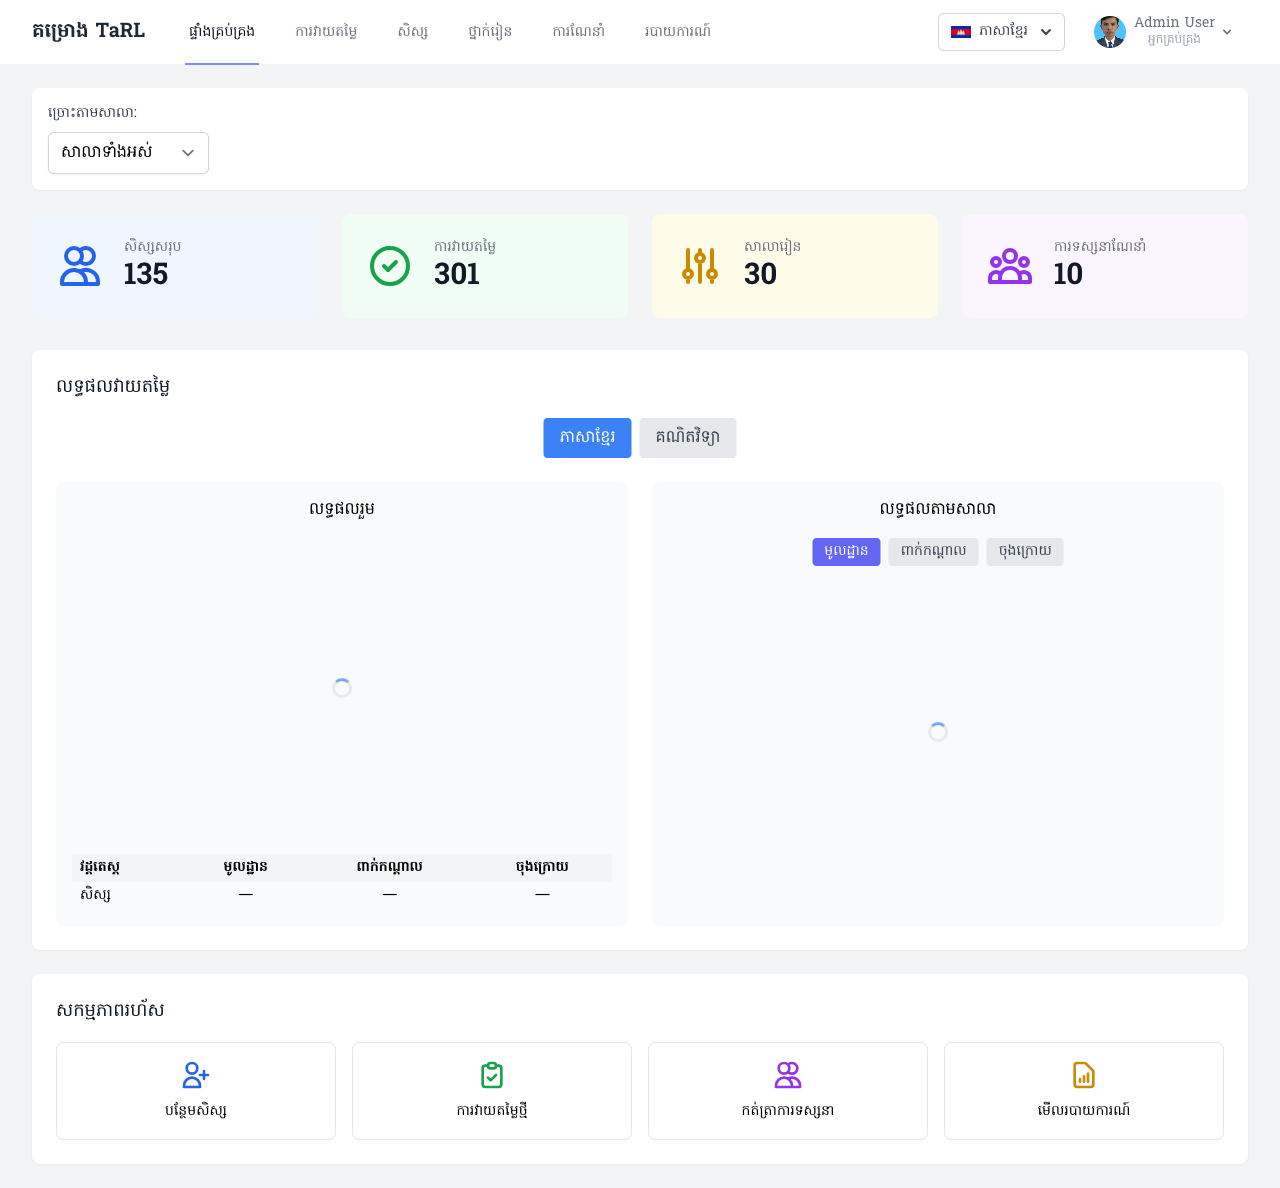 គម្រោង TaRL
ផ្ទាំងគ្រប់គ្រង
ការវាយតម្លៃ
សិស្ស
ថ្នាក់រៀន
ការណែនាំ
របាយការណ៍
ភាសាខ្មែរ
Admin User
អ្នកគ្រប់គ្រង
ច្រោះតាមសាលា:
សាលាទាំងអស់
សិស្សសរុប
135
ការវាយតម្លៃ
301
សាលារៀន
30
ការទស្សនាណែនាំ
10
លទ្ធផលវាយតម្លៃ
ភាសាខ្មែរ
គណិតវិទ្យា
លទ្ធផលរួម
លទ្ធផលតាមសាលា
មូលដ្ឋាន
ពាក់កណ្តាល
ចុងក្រោយ
វដ្តតេស្ត មូលដ្ឋាន ពាក់កណ្តាល ចុងក្រោយ
សិស្ស — — —
សកម្មភាពរហ័ស
បន្ថែមសិស្ស
ការវាយតម្លៃថ្មី
កត់ត្រាការទស្សនា
មើលរបាយការណ៍